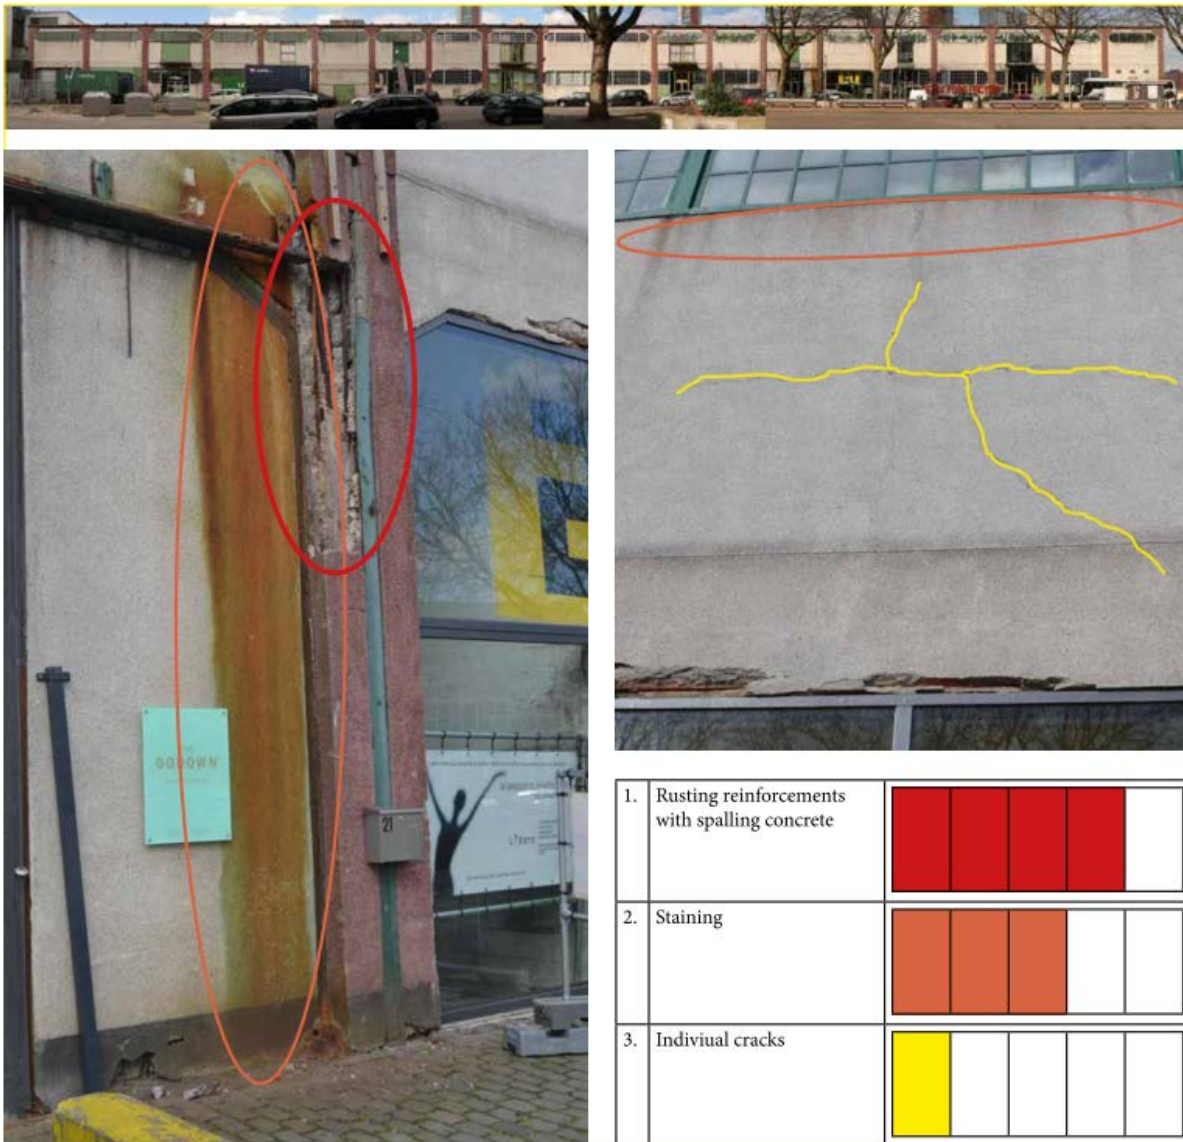 GODOWN
21
1. Rusting reinforcements
with spalling concrete
2. Staining
3. Indiviual cracks